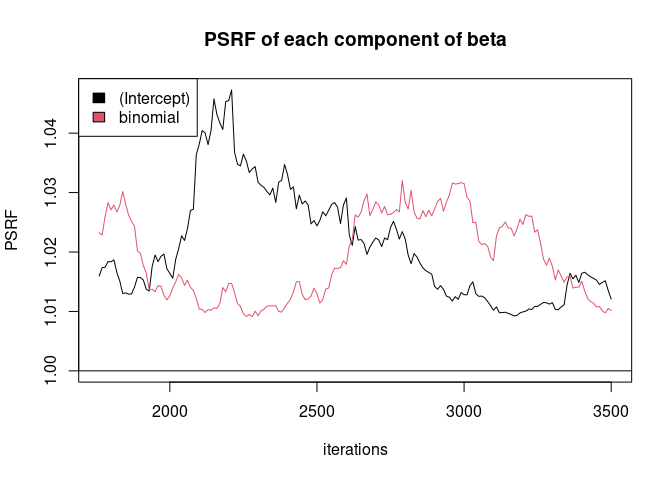 PSRF of each component of beta
(Intercept)
binomial
PSRF
1.04
1.03
1.02
1.01
1.00
2000 2500 3000 3500
iterations